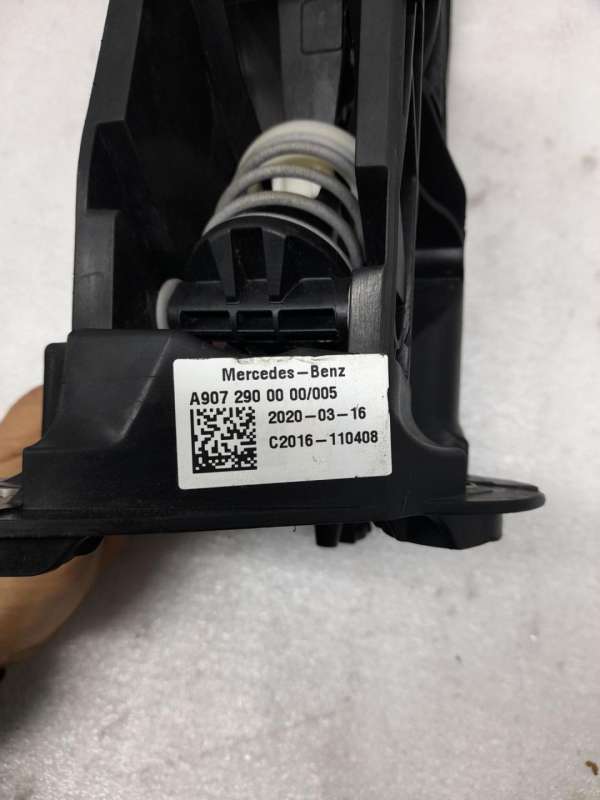 Mercedes-Benz
A907 290 00 00/005
2020-03-16
C2016-110408